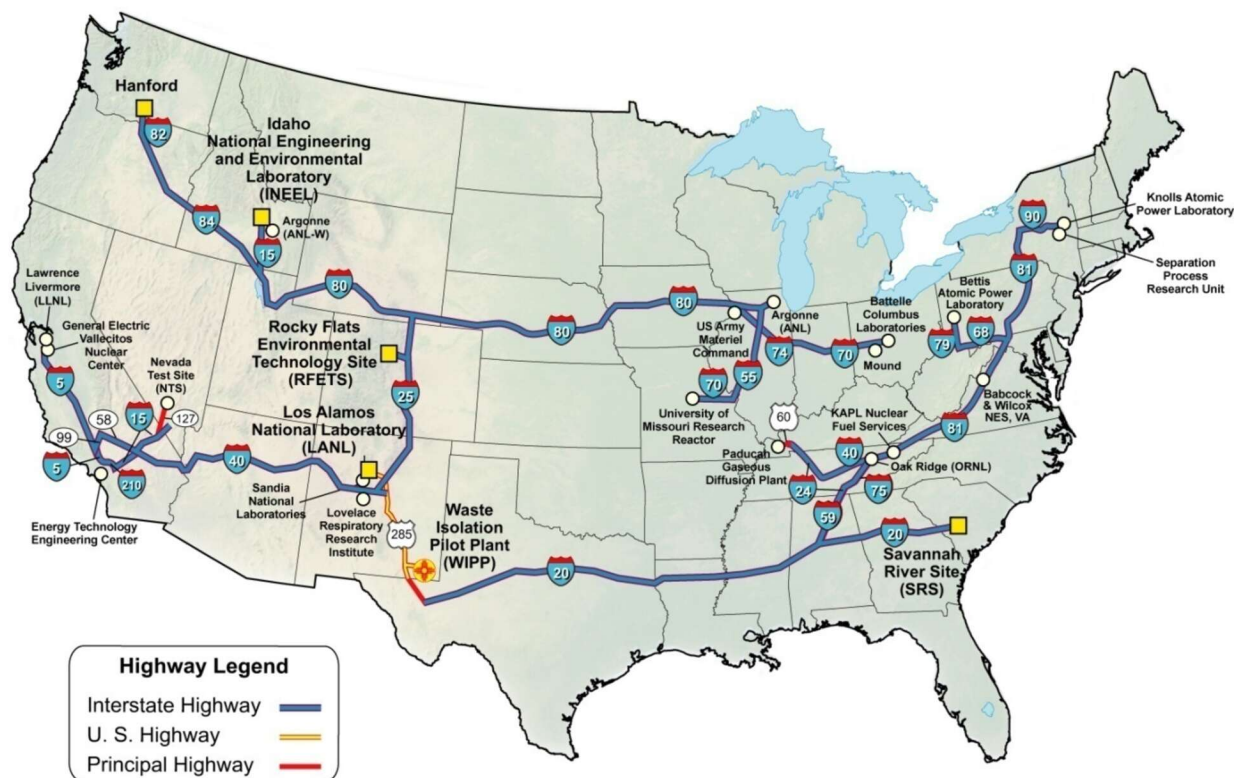 Hanford
82
Idaho
National Engineering
and Environmental
Laboratory
(INEEL)
Argonne
(ANL-W)
84
15
Lawrence
Livermore
(LLNL)
General Electric
Vallecitos
Nuclear
Center
Nevada
Test Site
(NTS)
5
15
58
127
99
5
210
Energy Technology
Engineering Center
80
Rocky Flats
Environmental
Technology Site
(RFETS)
25
Los Alamos
National Laboratory
(LANL)
40
Sandia
National
Laboratories
Lovelace
Respiratory
Research
Institute
285
Waste
Isolation
Pilot Plant
(WIPP)
20
80
80
US Army
Materiel
Command
Argonne
(ANL)
Battelle
Columbus
Laboratories
74
70
Mound
70
55
University of
Missouri Research
Reactor
60
Paducah
Gaseous
Diffusion Plant
KAPL Nuclear
Fuel Services
40
24
75
Oak Ridge (ORNL)
59
20
Savannah
River Site
(SRS)
81
Babcock
& Wilcox
NES, VA
Bettis
Atomic Power
Laboratory
79
68
81
90
Knolls Atomic
Power Laboratory
Separation
Process
Research Unit
Highway Legend
Interstate Highway
U. S. Highway
Principal Highway